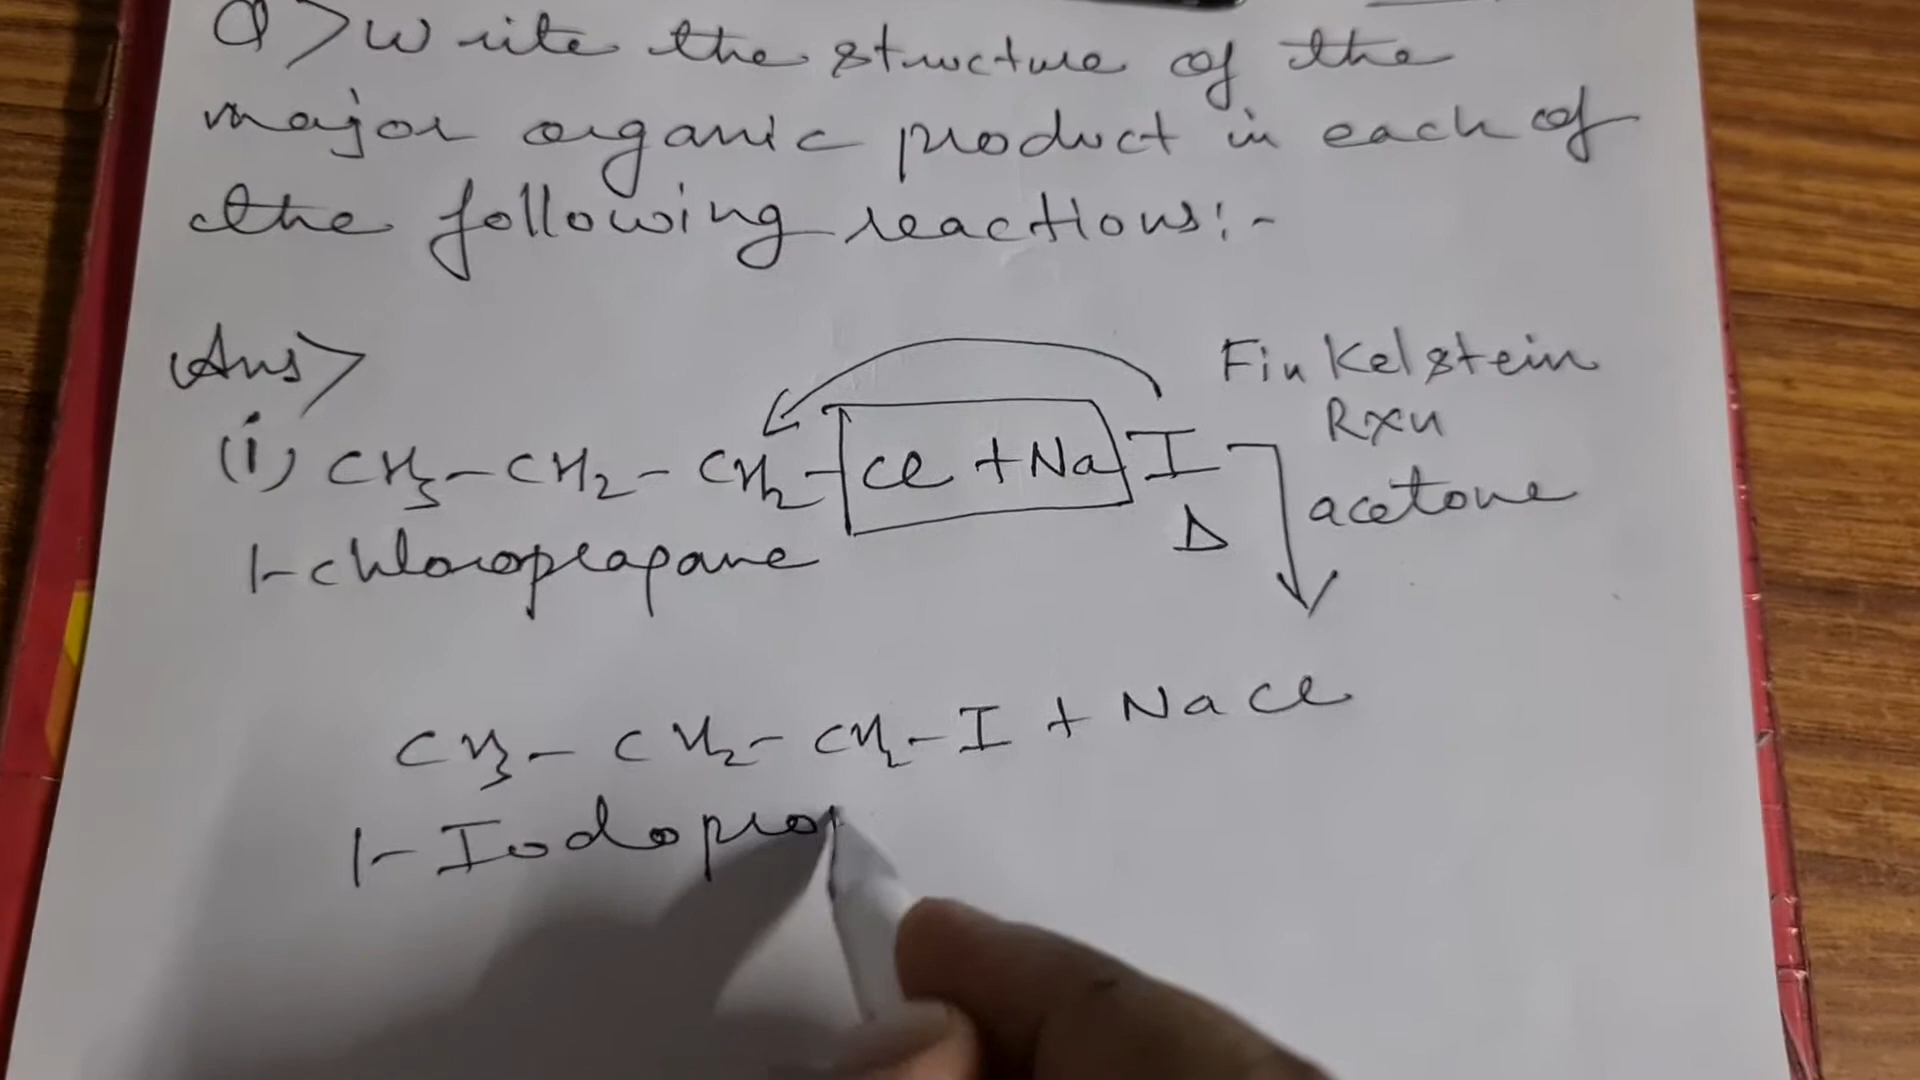 Q> Write the structure of the
major organic product in each of
the following reactions:-
Ans>
Finkelstein
Rxn
(i) CH3-CH2-CH2-Cl + NaI
Δ
acetone
1-chloropropane
CH3-CH2-CH2-I + NaCl
1-Iodoprop